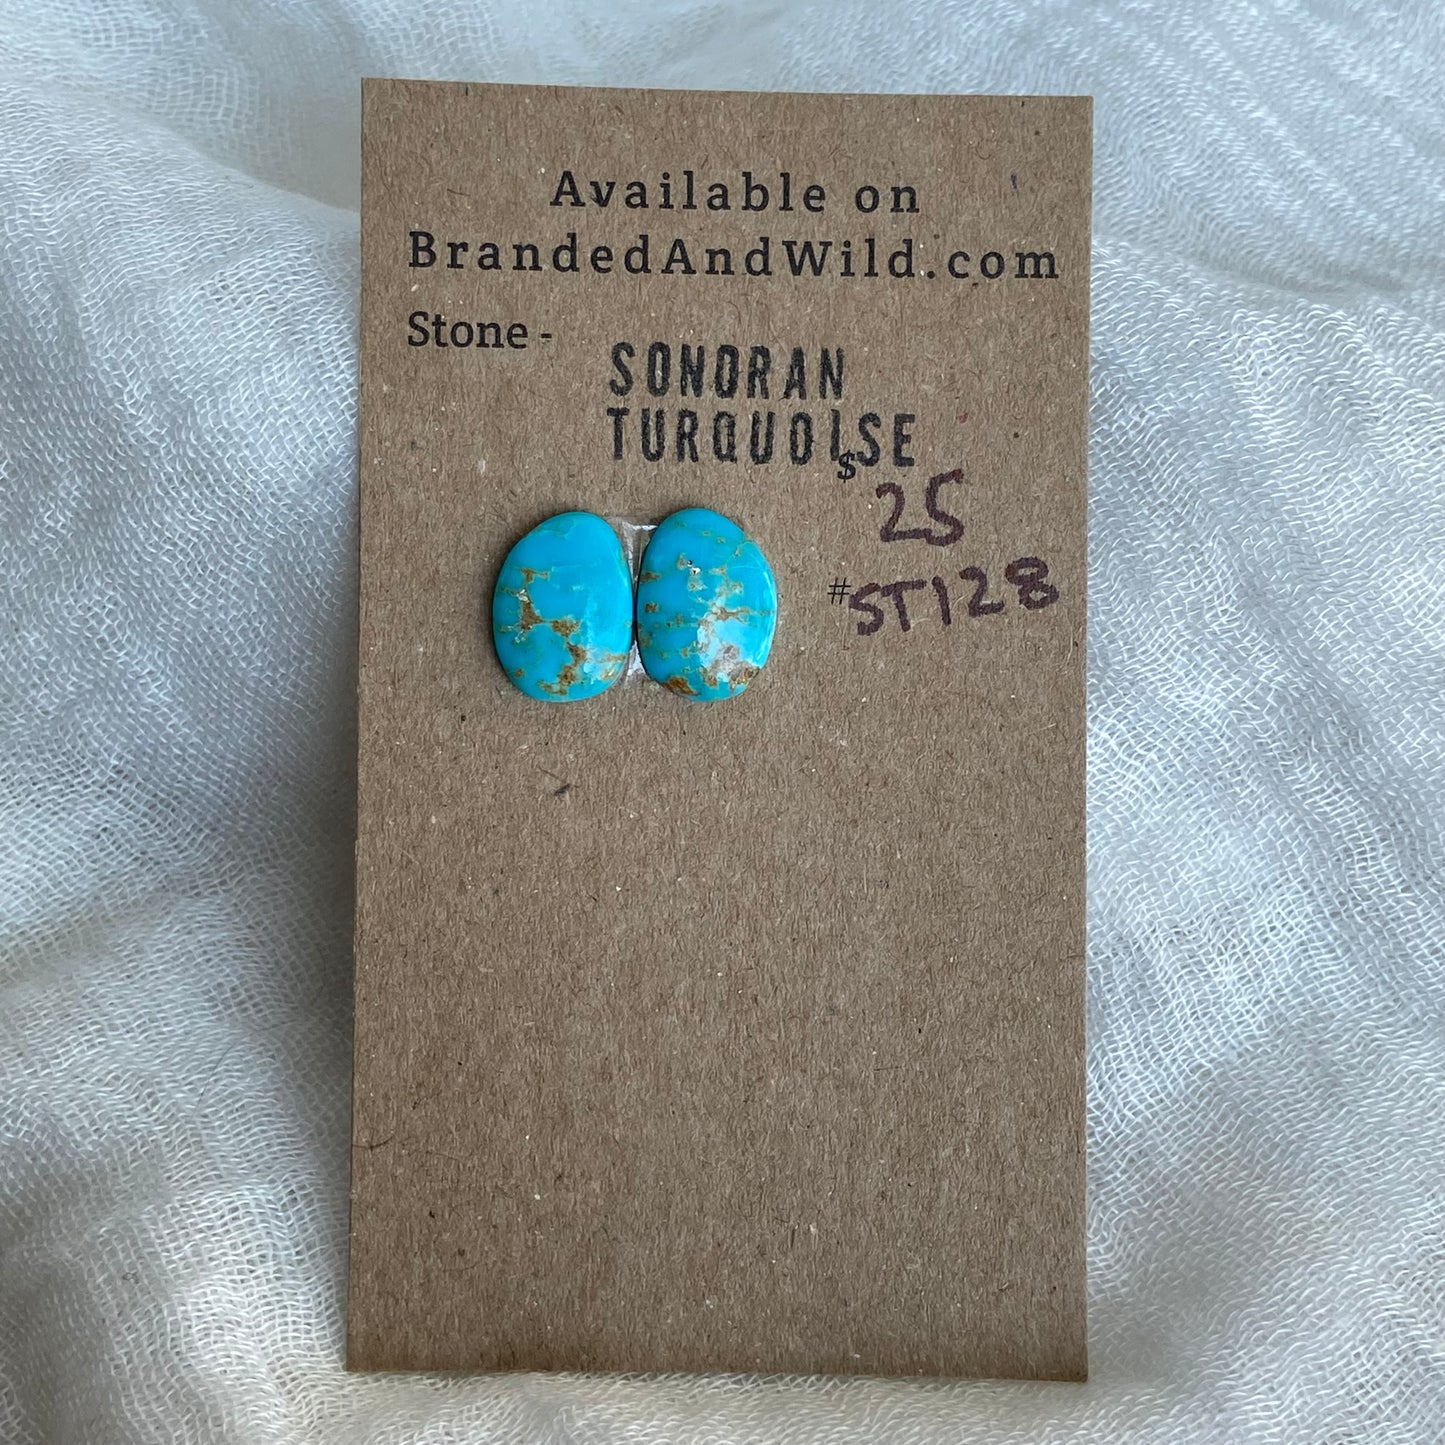 Available on
BrandedAndWild.com
Stone - SONORAN
TURQUOISE
$ 25
#ST128